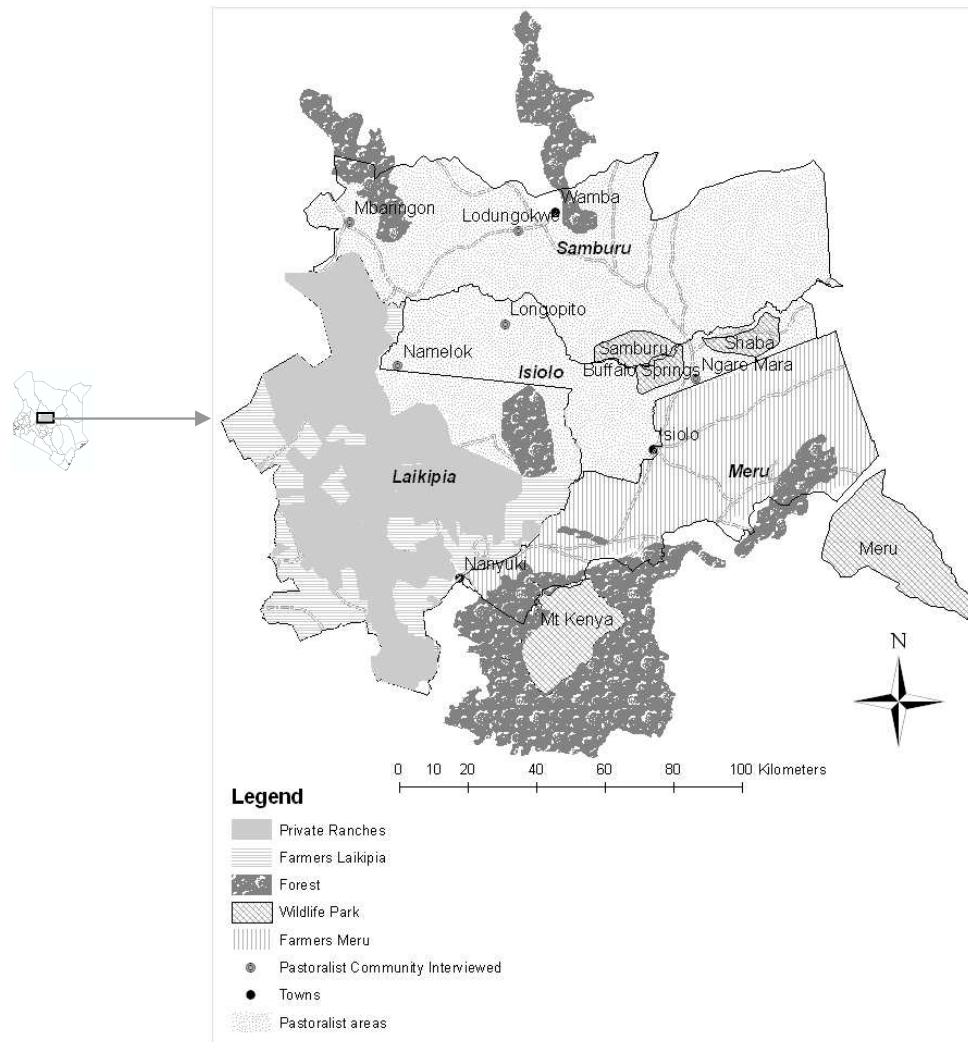 Wamba
Mbaringon
Lodungokwe
Samburu
Longopito
Samburu
Shaba
Namelok
Isiolo
Buffalo Springs
Ngare Mara
Isiolo
Laikipia
Meru
Nanyuki
Meru
Mt Kenya
N
0 10 20 40 60 80 100 Kilometers
Legend
Private Ranches
Farmers Laikipia
Forest
Wildlife Park
Farmers Meru
Pastoralist Community Interviewed
Towns
Pastoralist areas